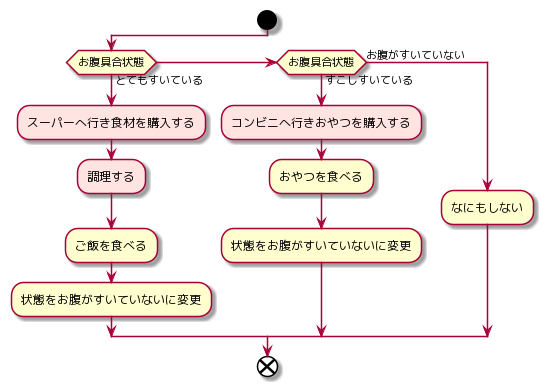 お腹具合状態
とてもすいている
スーパーへ行き食材を購入する
調理する
ご飯を食べる
状態をお腹がすいていないに変更
お腹具合状態
すこしすいている
コンビニへ行きおやつを購入する
おやつを食べる
状態をお腹がすいていないに変更
お腹がすいていない
なにもしない